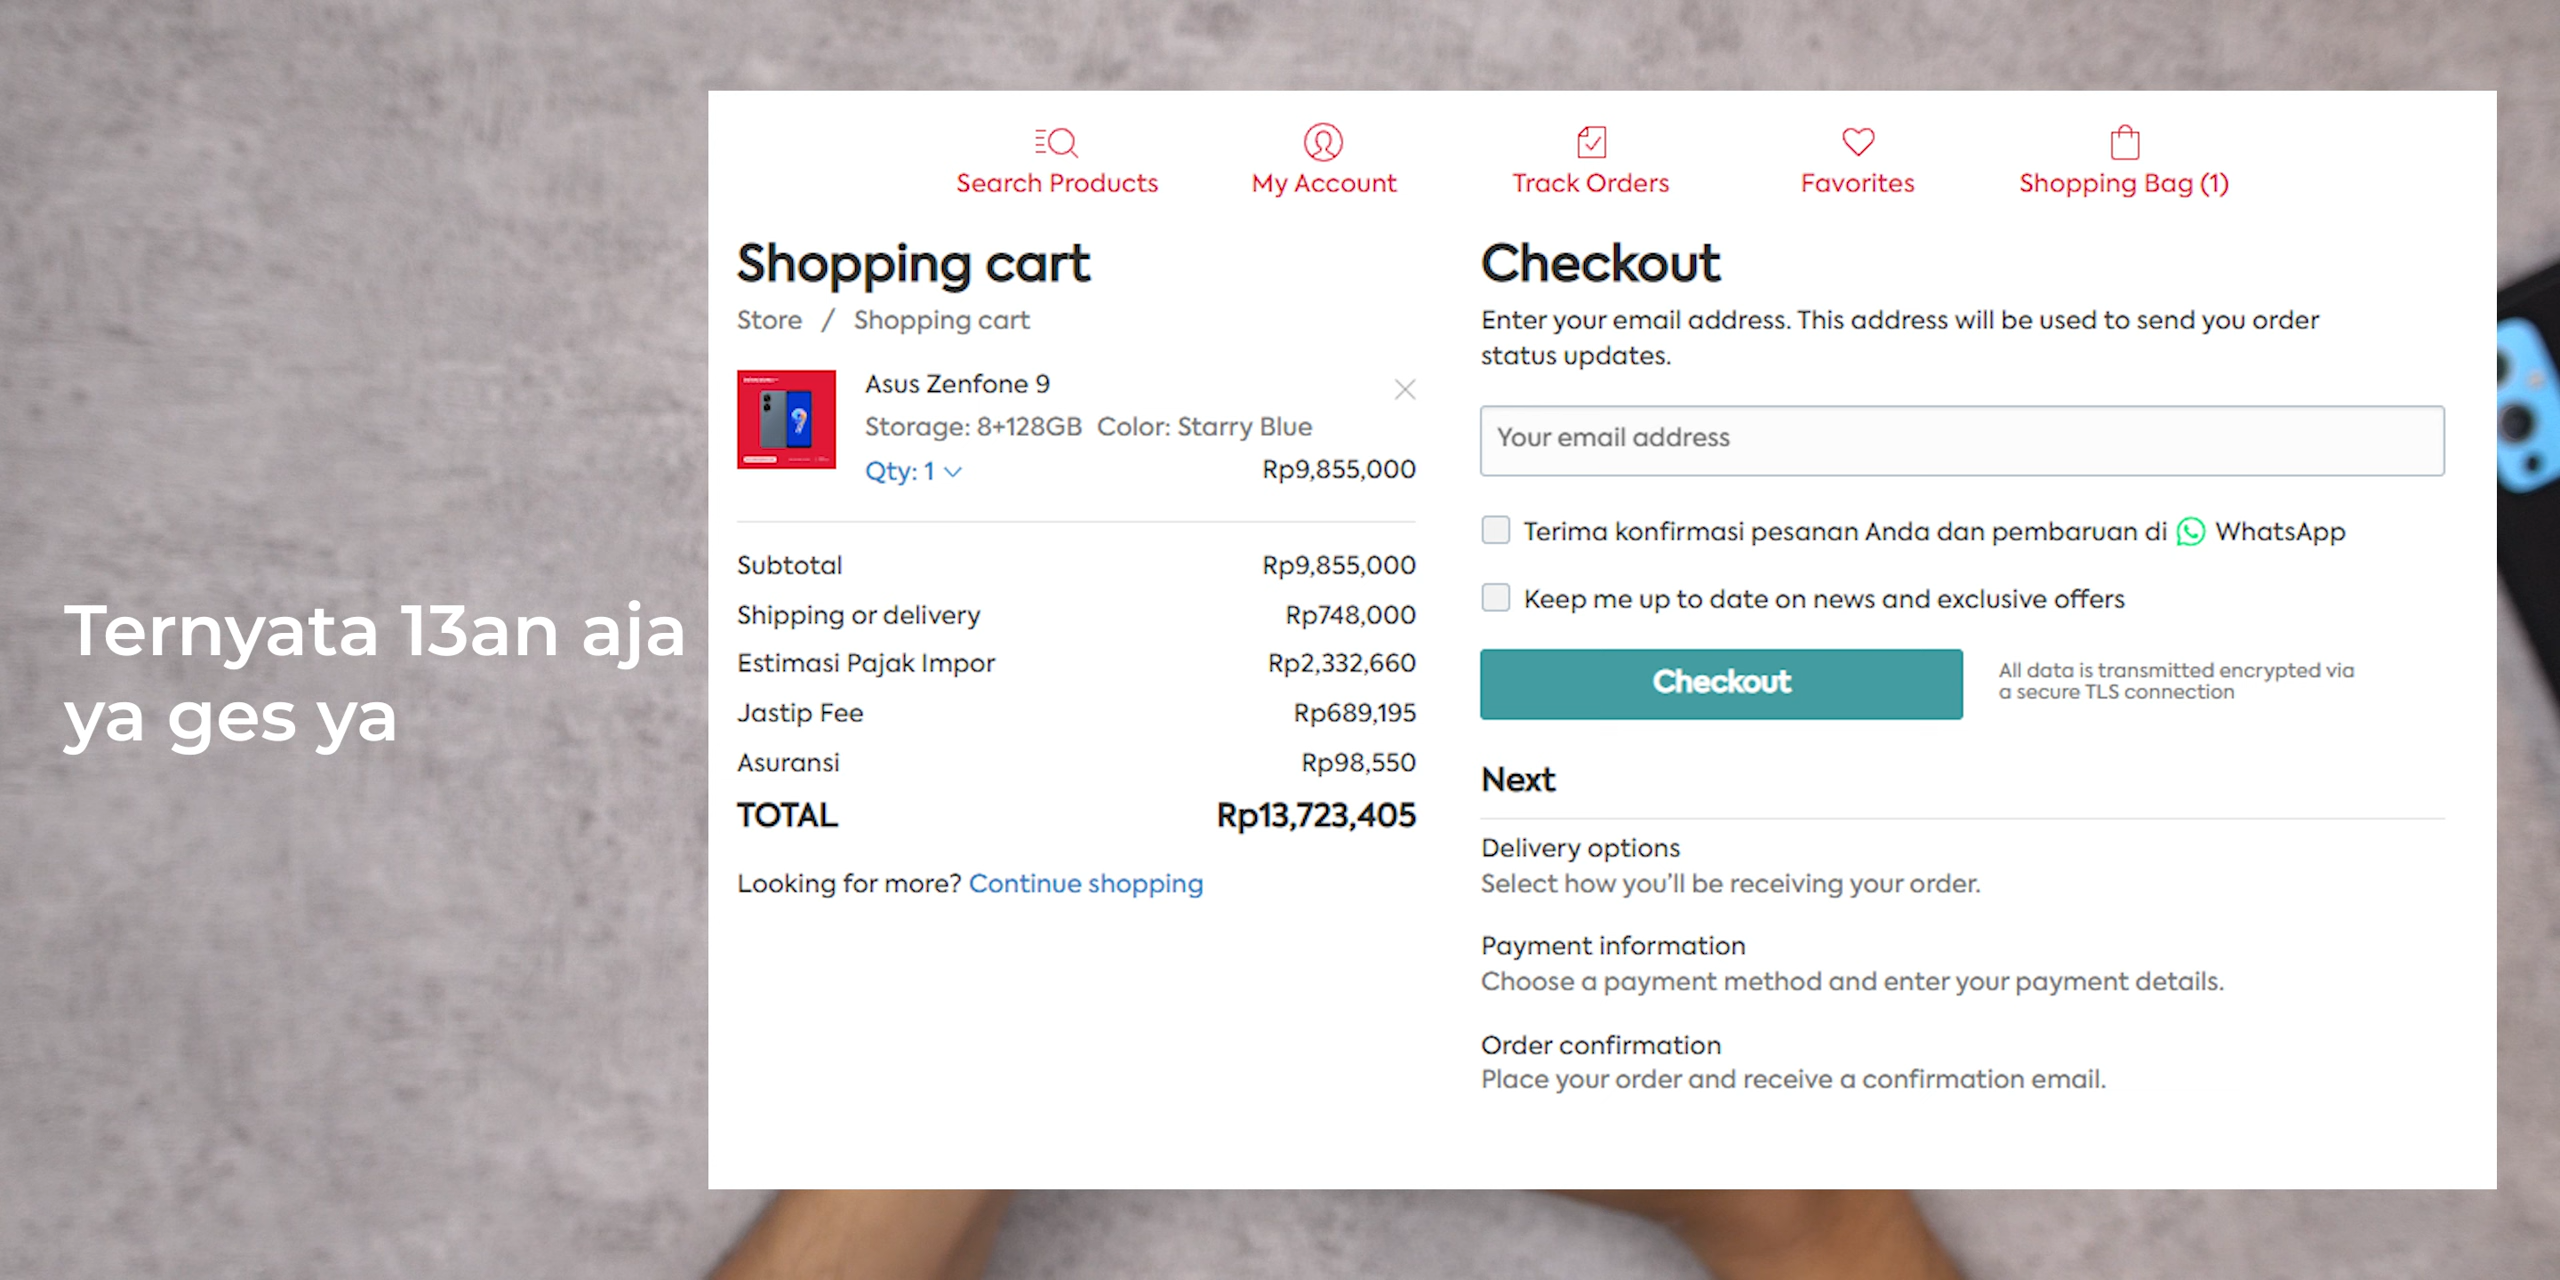 Ternyata 13an aja
ya ges ya
Search Products
My Account
Track Orders
Favorites
Shopping Bag (1)
Shopping cart
Store / Shopping cart
Asus Zenfone 9
Storage: 8+128GB Color: Starry Blue
Qty: 1 Rp9,855,000
Subtotal Rp9,855,000
Shipping or delivery Rp748,000
Estimasi Pajak Impor Rp2,332,660
Jastip Fee Rp689,195
Asuransi Rp98,550
TOTAL Rp13,723,405
Looking for more? Continue shopping
Checkout
Enter your email address. This address will be used to send you order
status updates.
Your email address
Terima konfirmasi pesanan Anda dan pembaruan di WhatsApp
Keep me up to date on news and exclusive offers
Checkout
All data is transmitted encrypted via
a secure TLS connection
Next
Delivery options
Select how you'll be receiving your order.
Payment information
Choose a payment method and enter your payment details.
Order confirmation
Place your order and receive a confirmation email.